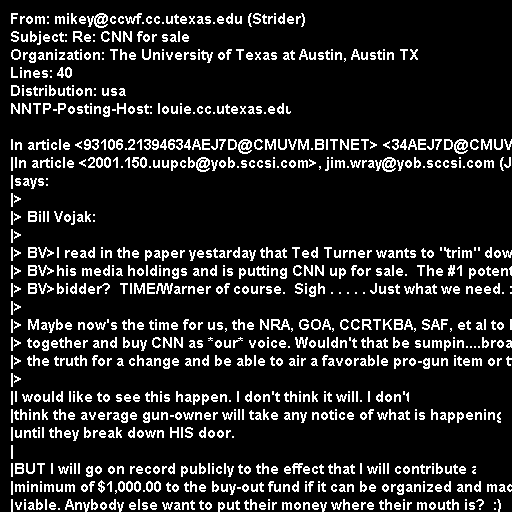 From: mikey@ccwf.cc.utexas.edu (Strider)
Subject: Re: CNN for sale
Organization: The University of Texas at Austin, Austin TX
Lines: 40
Distribution: usa
NNTP-Posting-Host: louie.cc.utexas.edu

In article <93106.21394634AEJ7D@CMUVM.BITNET> <34AEJ7D@CMUV
|In article <2001.150.uupcb@yob.sccsi.com>, jim.wray@yob.sccsi.com (J
|says:
|>
|> Bill Vojak:
|>
|> BV>I read in the paper yestarday that Ted Turner wants to "trim" dow
|> BV>his media holdings and is putting CNN up for sale.  The #1 potent
|> BV>bidder?  TIME/Warner of course.  Sigh . . . . . Just what we need. :
|>
|> Maybe now's the time for us, the NRA, GOA, CCRTKBA, SAF, et al to
|> together and buy CNN as *our* voice. Wouldn't that be sumpin....broa
|> the truth for a change and be able to air a favorable pro-gun item or
|>
|I would like to see this happen. I don't think it will. I don't
|think the average gun-owner will take any notice of what is happening
|until they break down HIS door.
|
|BUT I will go on record publicly to the effect that I will contribute a
|minimum of $1,000.00 to the buy-out fund if it can be organized and mad
|viable. Anybody else want to put their money where their mouth is?  :)